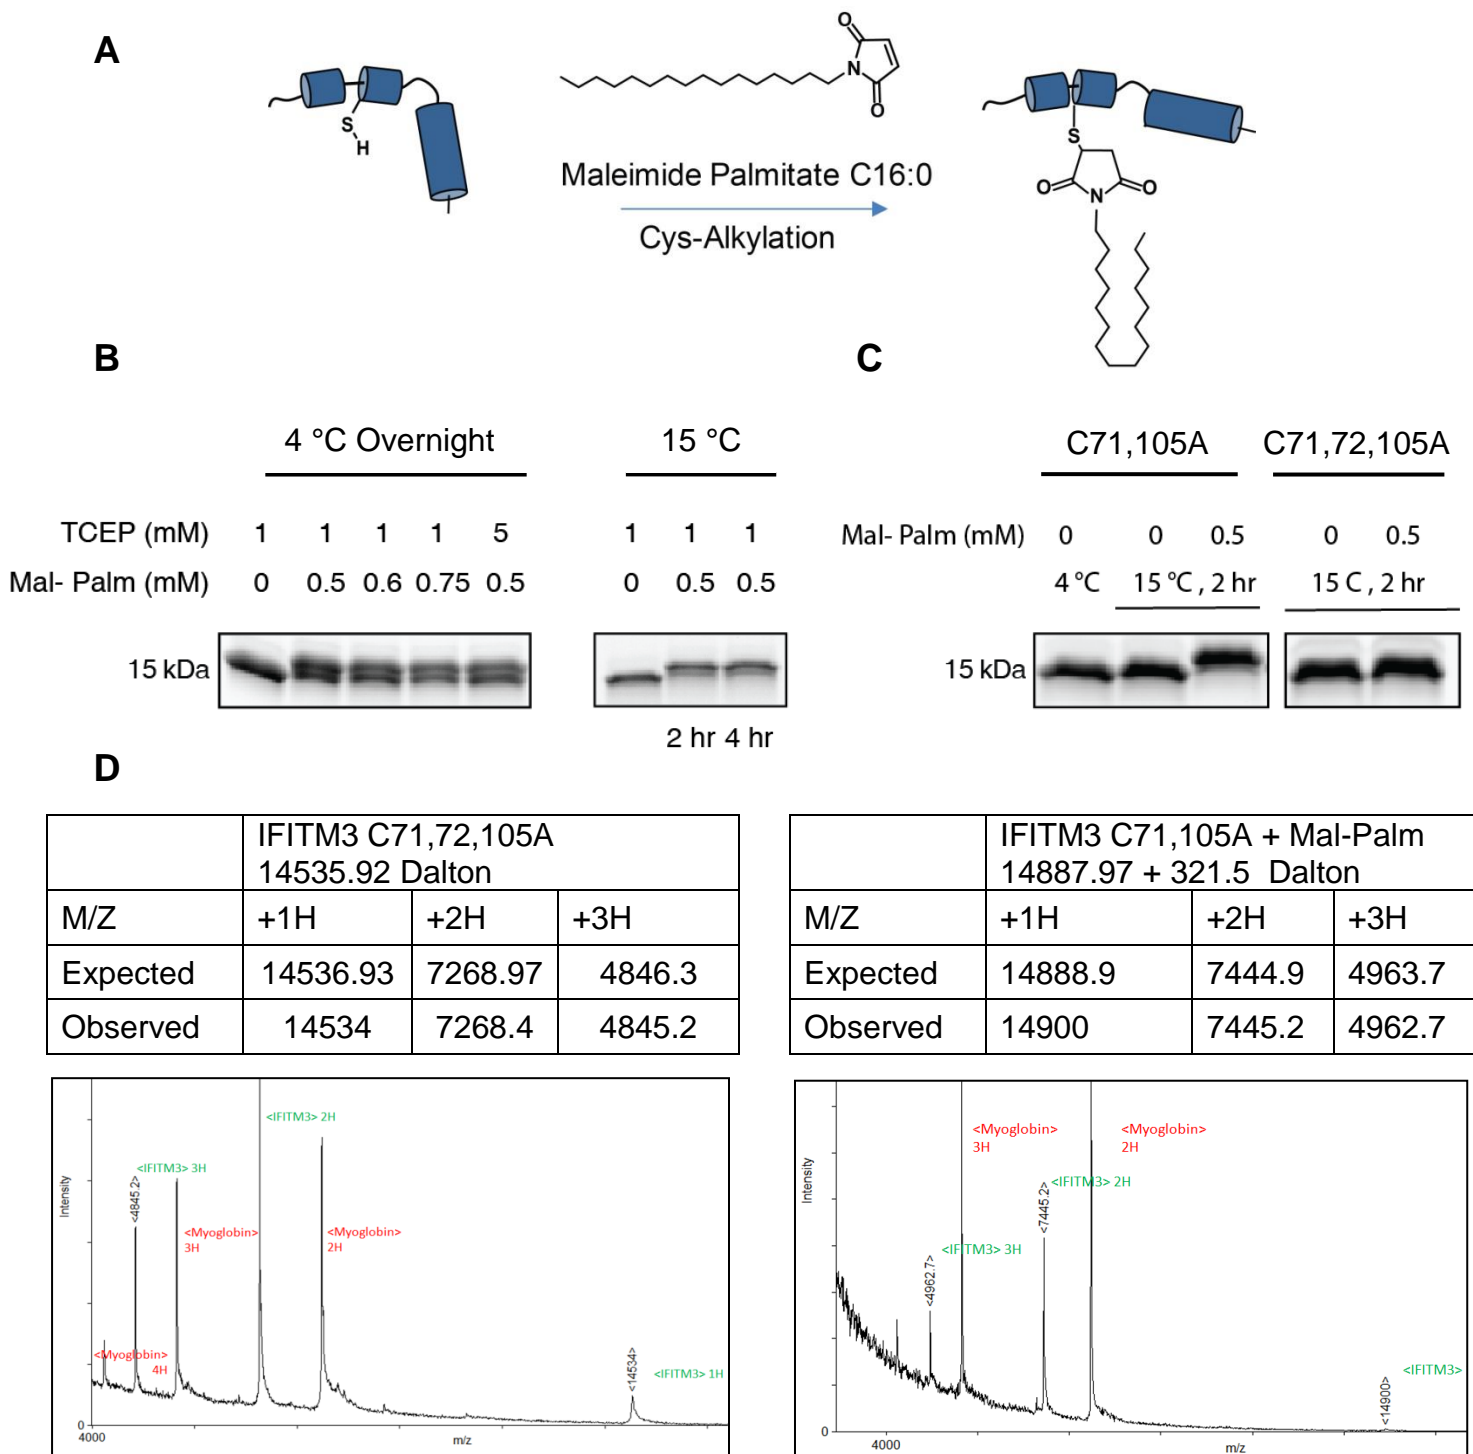 A
O
N
O
S
H
Maleimide Palmitate C16:0
Cys-Alkylation
S
O
N
O
B
4 °C Overnight
15 °C
TCEP (mM) 1 1 1 1 5 1 1 1
Mal- Palm (mM) 0 0.5 0.6 0.75 0.5 0 0.5 0.5
15 kDa
2 hr 4 hr
C
C71,105A C71,72,105A
Mal- Palm (mM) 0 0 0.5 0 0.5
4 °C 15 °C , 2 hr 15 C , 2 hr
15 kDa
D
IFITM3 C71,72,105A
14535.92 Dalton
M/Z +1H +2H +3H
Expected 14536.93 7268.97 4846.3
Observed 14534 7268.4 4845.2
IFITM3 C71,105A + Mal-Palm
14887.97 + 321.5 Dalton
M/Z +1H +2H +3H
Expected 14888.9 7444.9 4963.7
Observed 14900 7445.2 4962.7
<IFITM3> 2H
<IFITM3> 3H
<4845.2>
Intensity
<Myoglobin>
3H
<Myoglobin>
2H
<Myoglobin>
4H
<14534>
<IFITM3> 1H
0
4000
m/z
<Myoglobin>
3H
<Myoglobin>
2H
<7445.2>
<IFITM3> 2H
Intensity
<4962.7>
<IFITM3> 3H
<14900>
<IFITM3>
0
4000
m/z